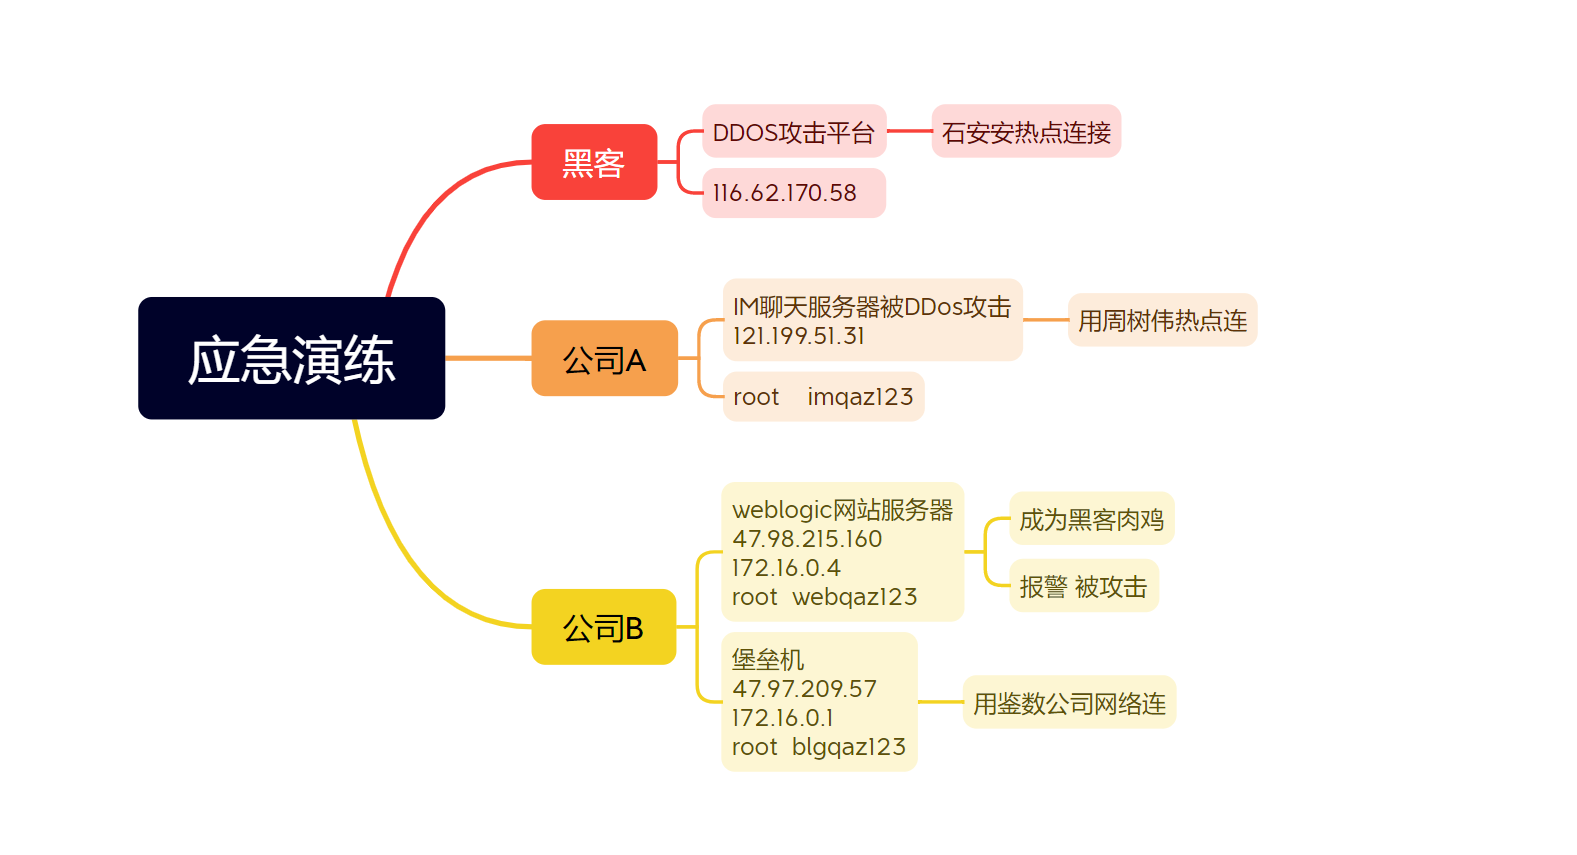 应急演练
黑客
DDOS攻击平台
石安安热点连接
116.62.170.58
公司A
IM聊天服务器被DDos攻击
121.199.51.31
用周树伟热点连
root imqaz123
公司B
weblogic网站服务器
47.98.215.160
172.16.0.4
root webqaz123
成为黑客肉鸡
报警 被攻击
堡垒机
47.97.209.57
172.16.0.1
root blgqaz123
用鉴数公司网络连